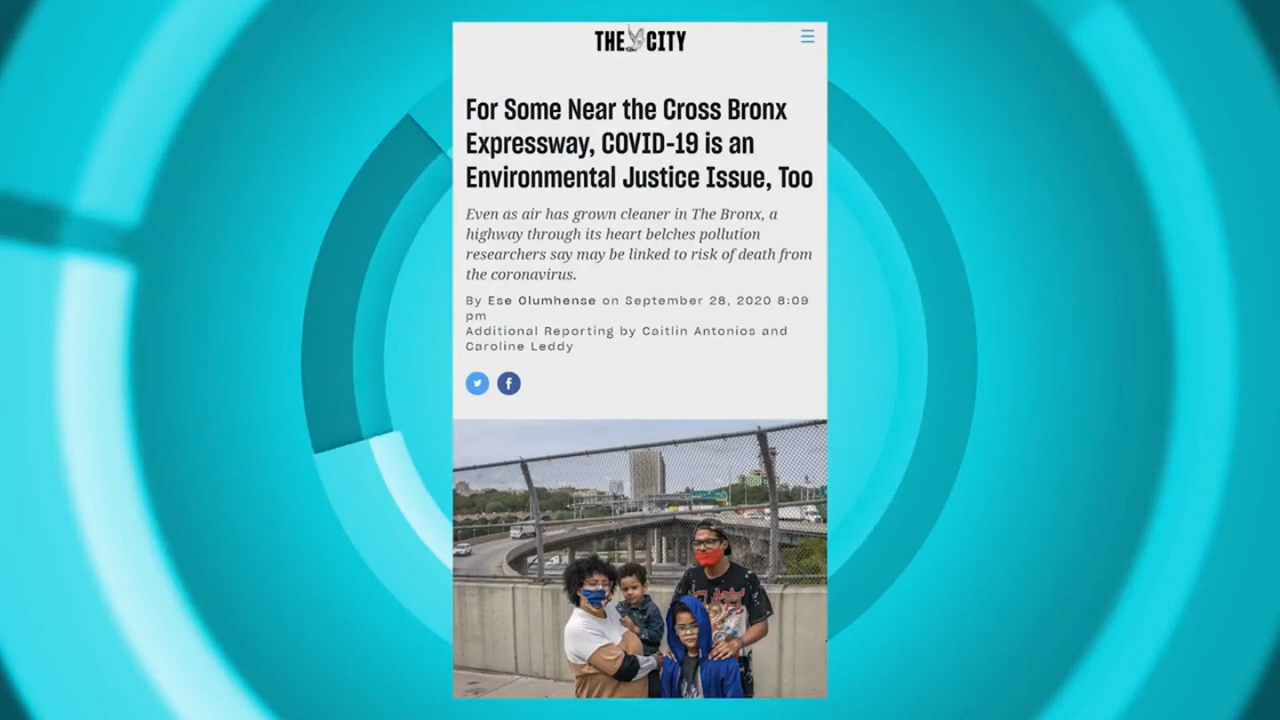 THE CITY
For Some Near the Cross Bronx
Expressway, COVID-19 is an
Environmental Justice Issue, Too
Even as air has grown cleaner in The Bronx, a
highway through its heart belches pollution
researchers say may be linked to risk of death from
the coronavirus.
By Ese Olumhense on September 28, 2020 8:09
pm
Additional Reporting by Caitlin Antonios and
Caroline Leddy